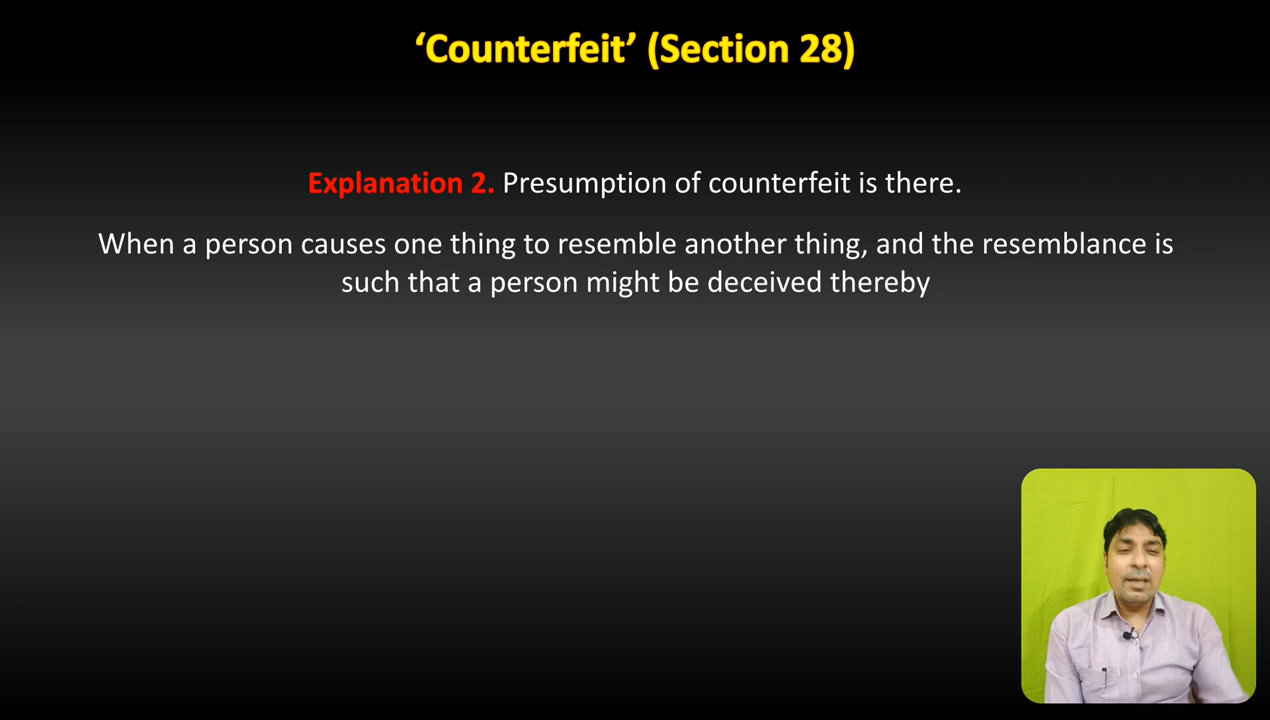 ‘Counterfeit’ (Section 28)
Explanation 2. Presumption of counterfeit is there.
When a person causes one thing to resemble another thing, and the resemblance is
such that a person might be deceived thereby